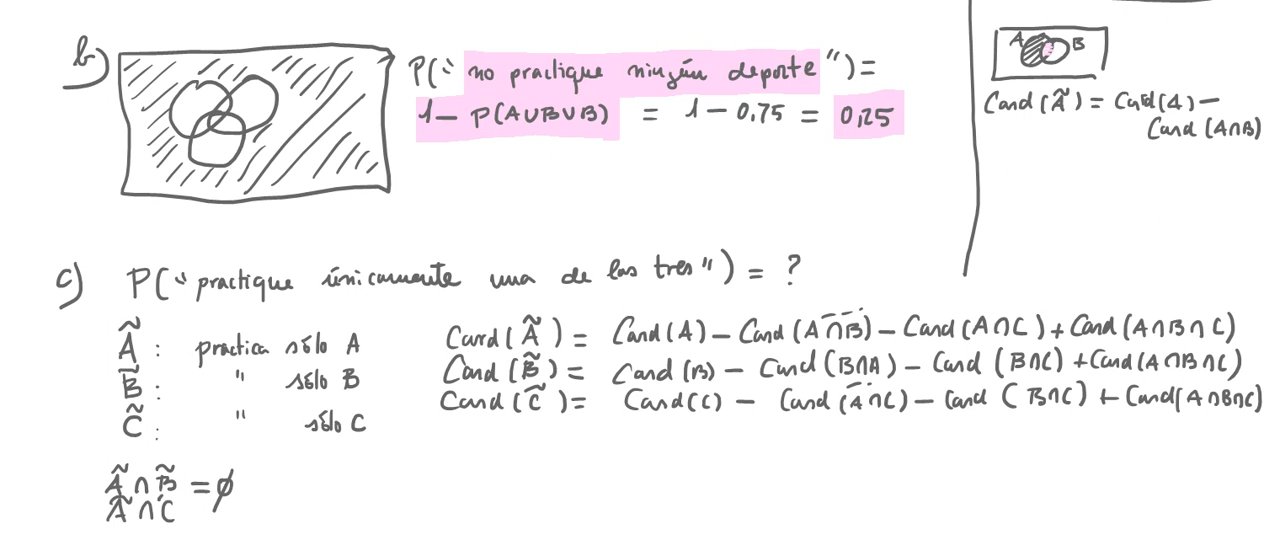 b) P(" no practique ningún deporte ") =
1 – P(A∪B∪B) = 1 – 0,75 = 0,25
A B
Card (Ã) = Card (A) –
Card (A∩B)
c) P(" practique únicamente una de las tres ") = ?
Ã : practica sólo A Card ( Ã ) = Card (A) – Card (A∩B) – Card (A∩C) + Card (A∩B∩C)
B̃ : " sólo B Card (B̃) = Card (B) – Card (B∩A) – Card (B∩C) + Card (A∩B∩C)
C̃ : " sólo C Card (C̃) = Card(C) – Card (A∩C) – Card (B∩C) + Card (A∩B∩C)
Ã ∩ B̃ = ∅
Ã ∩ C̃